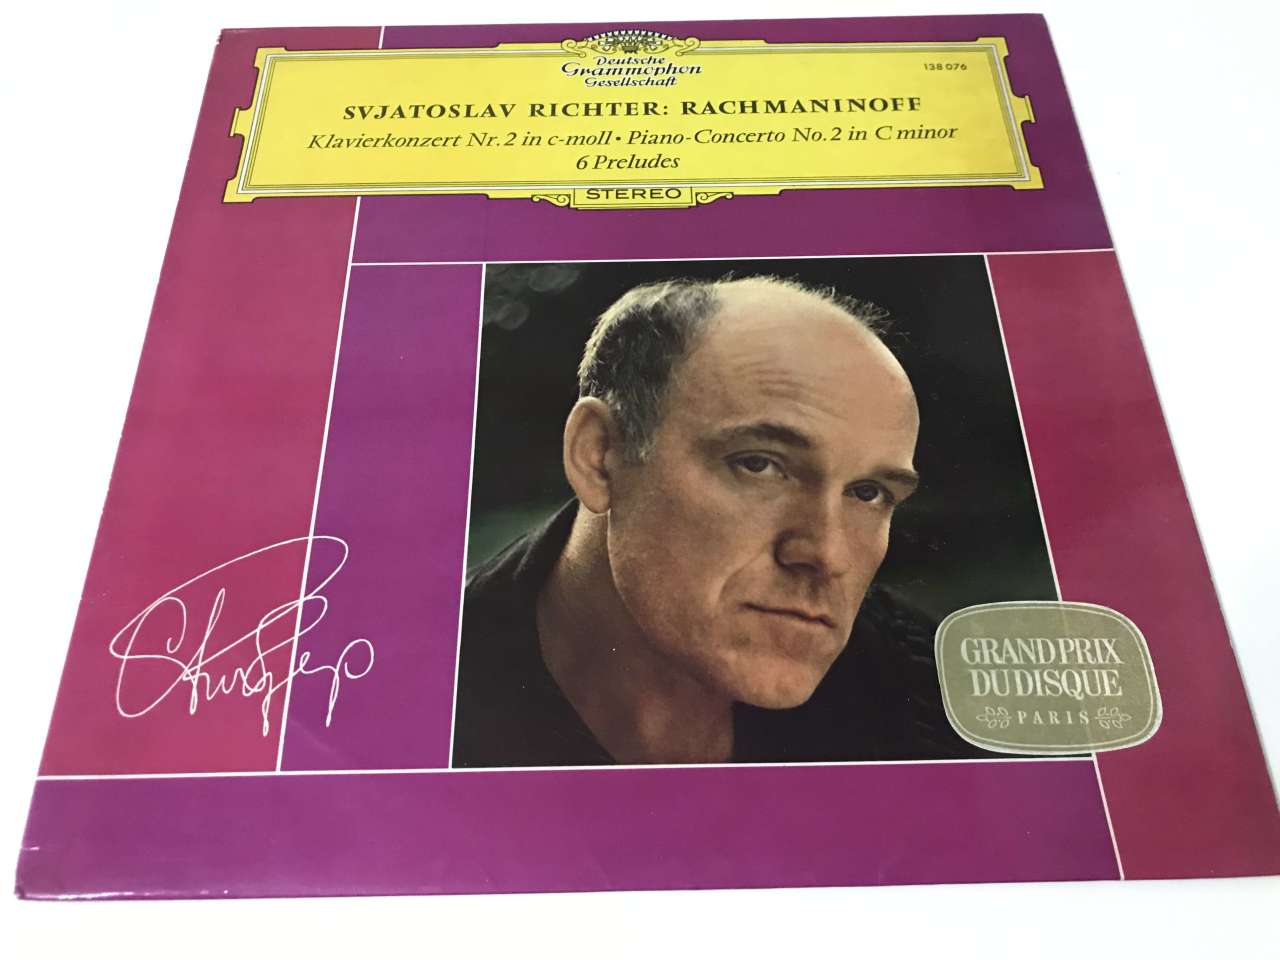 Deutsche
Grammophon
Gesellschaft
138 076
SVJATOSLAV RICHTER: RACHMANINOFF
Klavierkonzert Nr. 2 in c-moll • Piano-Concerto No. 2 in C minor
6 Preludes
STEREO
GRAND PRIX
DU DISQUE
PARIS